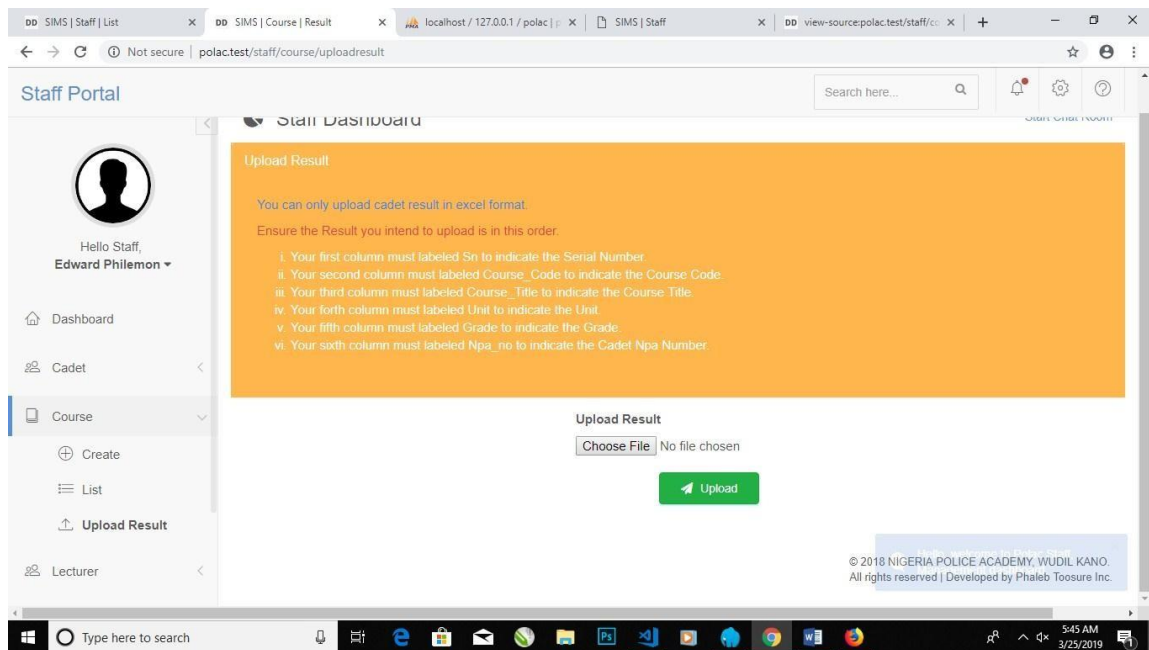 DD SIMS | Staff | List
DD SIMS | Course | Result
localhost / 127.0.0.1 / polac | p
SIMS | Staff
DD view-source:polac.test/staff/co
Not secure | polac.test/staff/course/uploadresult
Staff Portal
Search here...
Staff Dashboard
Start Chat Room
Upload Result
You can only upload cadet result in excel format.
Ensure the Result you intend to upload is in this order.
i. Your first column must labeled Sn to indicate the Serial Number.
ii. Your second column must labeled Course_Code to indicate the Course Code.
iii. Your third column must labeled Course_Title to indicate the Course Title.
iv. Your forth column must labeled Unit to indicate the Unit.
v. Your fifth column must labeled Grade to indicate the Grade.
vi. Your sixth column must labeled Npa_no to indicate the Cadet Npa Number.
Hello Staff,
Edward Philemon
Dashboard
Cadet
Course
Create
List
Upload Result
Lecturer
Upload Result
Choose File No file chosen
Upload
© 2018 NIGERIA POLICE ACADEMY, WUDIL KANO.
All rights reserved | Developed by Phaleb Toosure Inc.
Type here to search
5:45 AM
3/25/2019